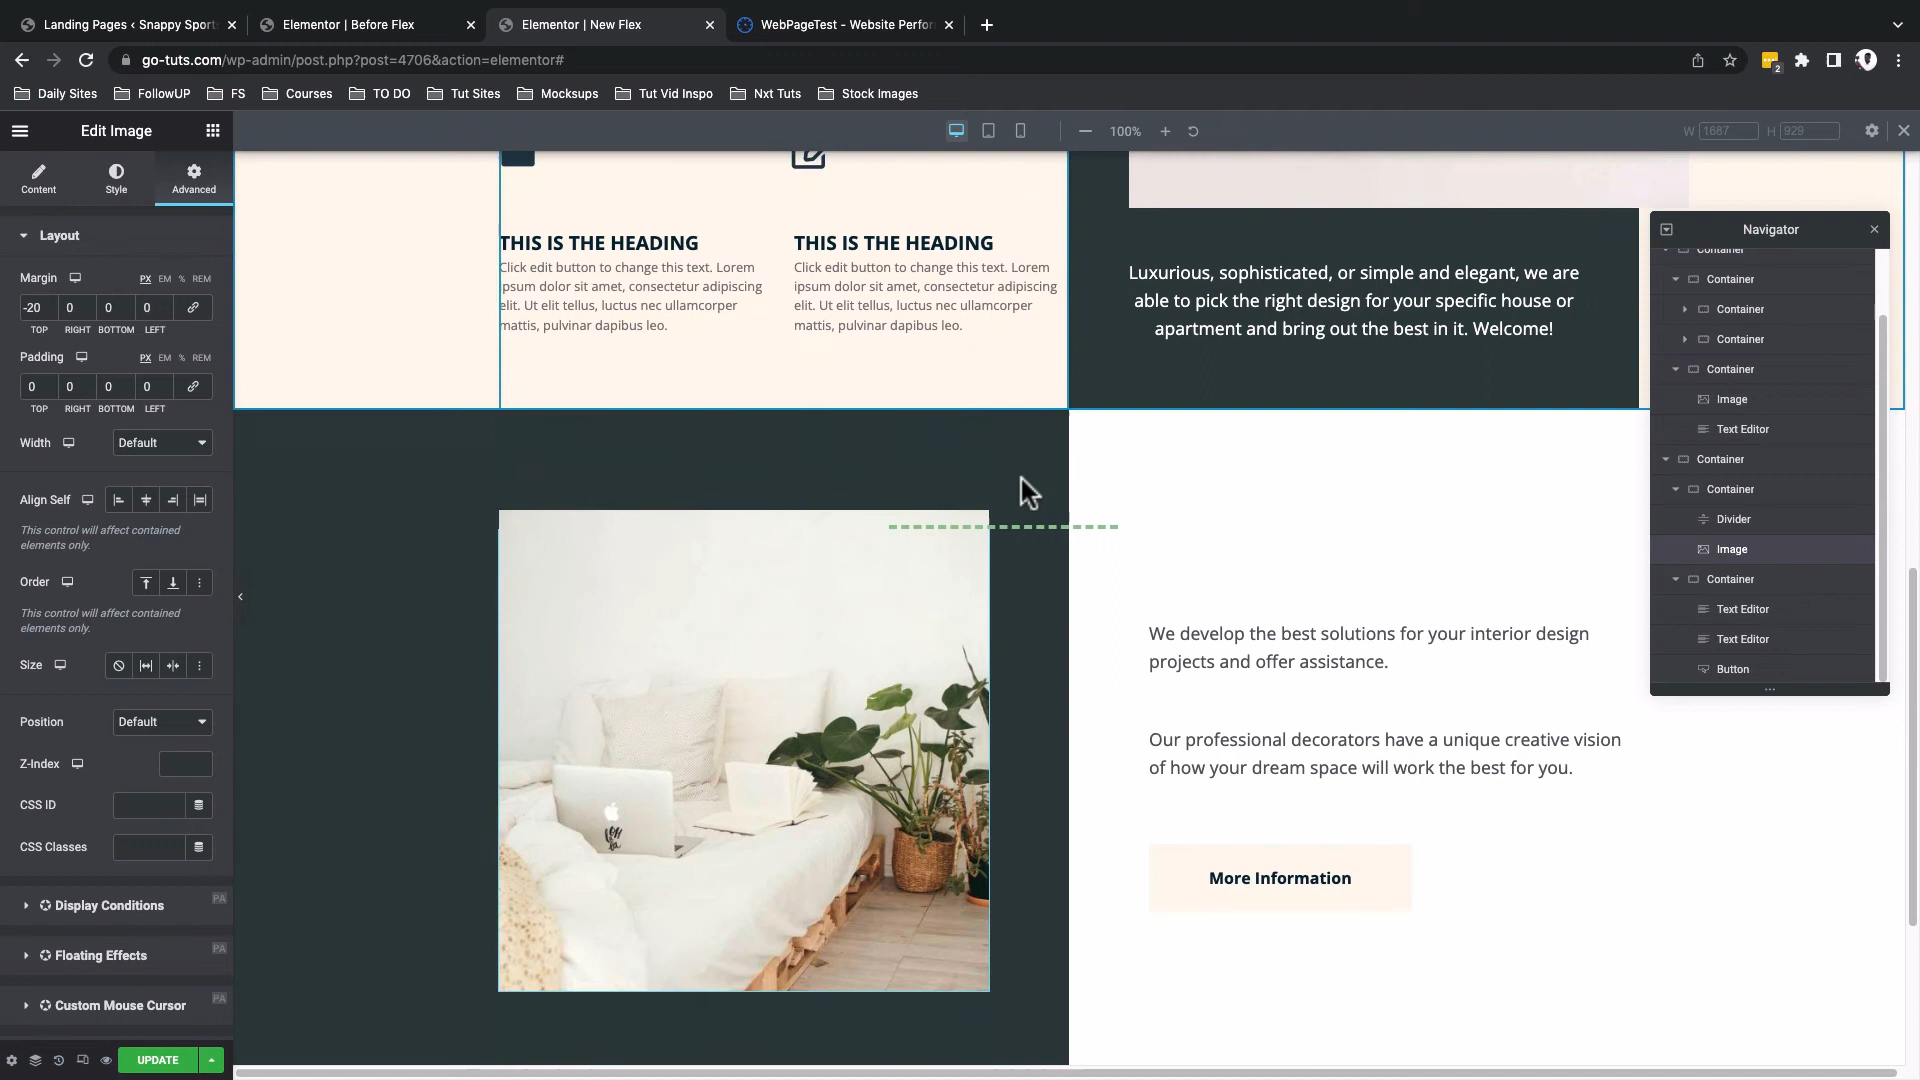 Landing Pages ‹ Snappy Sports
Elementor | Before Flex
Elementor | New Flex
WebPageTest - Website Perfor
go-tuts.com/wp-admin/post.php?post=4706&action=elementor#
2
Daily Sites
FollowUP
FS
Courses
TO DO
Tut Sites
Mocksups
Tut Vid Inspo
Nxt Tuts
Stock Images
Edit Image
100%
W 1687 H 929
Content
Style
Advanced
Layout
Margin
PX EM % REM
-20 0 0 0
TOP RIGHT BOTTOM LEFT
Padding
PX EM % REM
0 0 0 0
TOP RIGHT BOTTOM LEFT
Width
Default
Align Self
This control will affect contained
elements only.
Order
This control will affect contained
elements only.
Size
Position
Default
Z-Index
CSS ID
CSS Classes
Display Conditions
PA
Floating Effects
PA
Custom Mouse Cursor
PA
UPDATE
THIS IS THE HEADING
Click edit button to change this text. Lorem
ipsum dolor sit amet, consectetur adipiscing
elit. Ut elit tellus, luctus nec ullamcorper
mattis, pulvinar dapibus leo.
THIS IS THE HEADING
Click edit button to change this text. Lorem
ipsum dolor sit amet, consectetur adipiscing
elit. Ut elit tellus, luctus nec ullamcorper
mattis, pulvinar dapibus leo.
Luxurious, sophisticated, or simple and elegant, we are
able to pick the right design for your specific house or
apartment and bring out the best in it. Welcome!
We develop the best solutions for your interior design
projects and offer assistance.
Our professional decorators have a unique creative vision
of how your dream space will work the best for you.
More Information
Navigator
Container
Container
Container
Container
Container
Image
Text Editor
Container
Container
Divider
Image
Container
Text Editor
Text Editor
Button